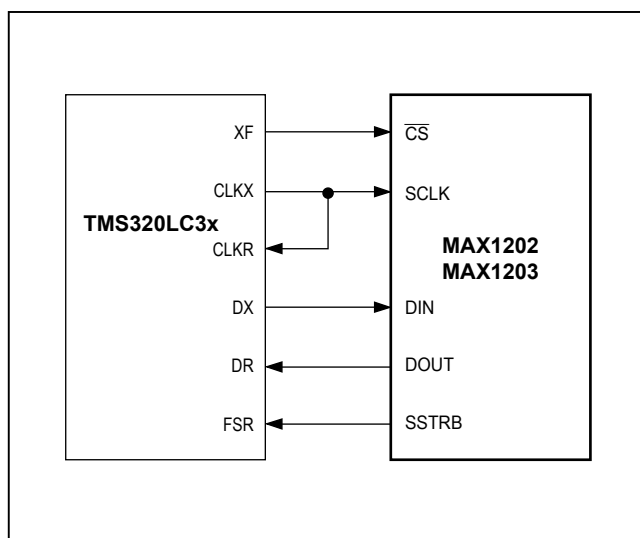 XF
CLKX
TMS320LC3x
CLKR
DX
DR
FSR
CS
SCLK
MAX1202
MAX1203
DIN
DOUT
SSTRB